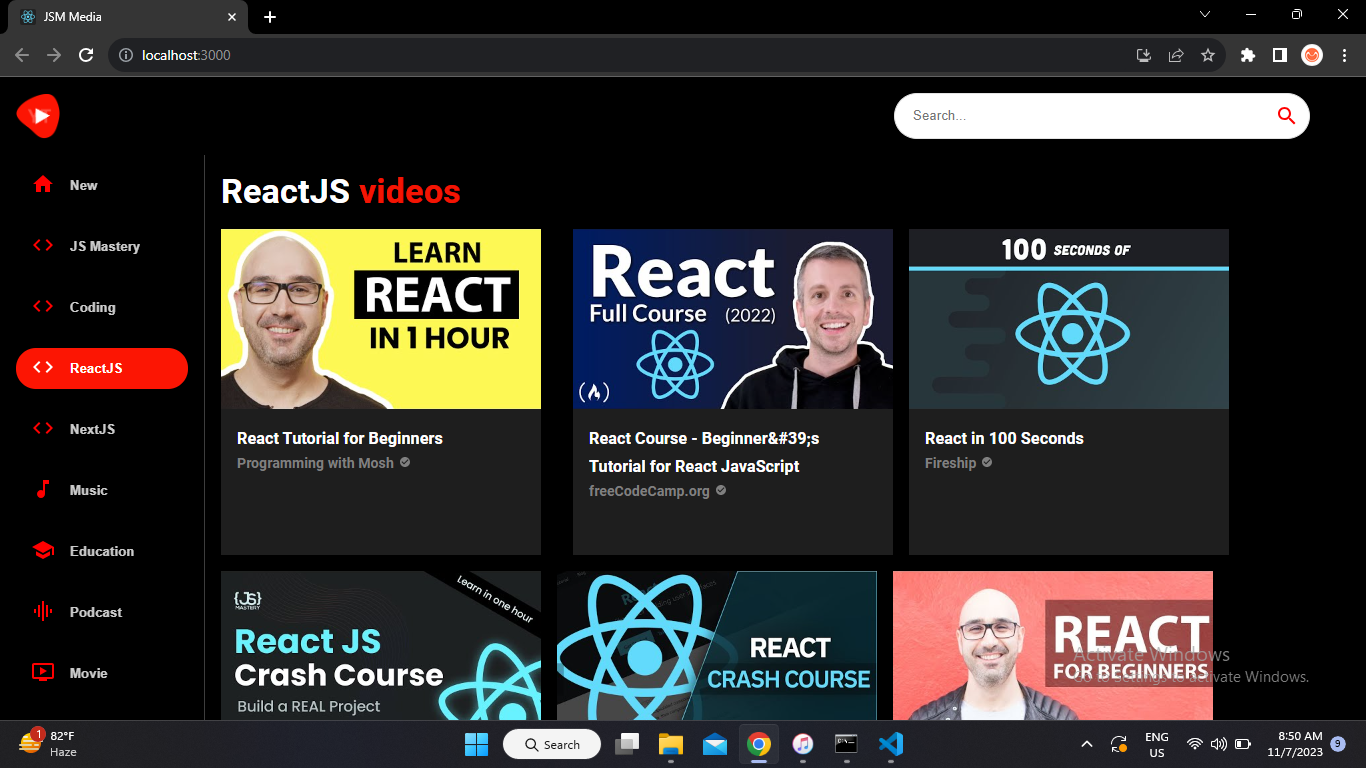 JSM Media
localhost:3000
Search...
New
JS Mastery
Coding
ReactJS
NextJS
Music
Education
Podcast
Movie
ReactJS videos
LEARN
REACT
IN 1 HOUR
React Tutorial for Beginners
Programming with Mosh
React
Full Course (2022)
React Course - Beginner&#39;s
Tutorial for React JavaScript
freeCodeCamp.org
100 SECONDS OF
React in 100 Seconds
Fireship
Learn in one hour
{JS}
MASTERY
React JS
Crash Course
Build a REAL Project
REACT
CRASH COURSE
REACT
FOR BEGINNERS
Activate Windows
Go to Settings to activate Windows.
1
82°F
Haze
Search
ENG
US
8:50 AM
11/7/2023
9